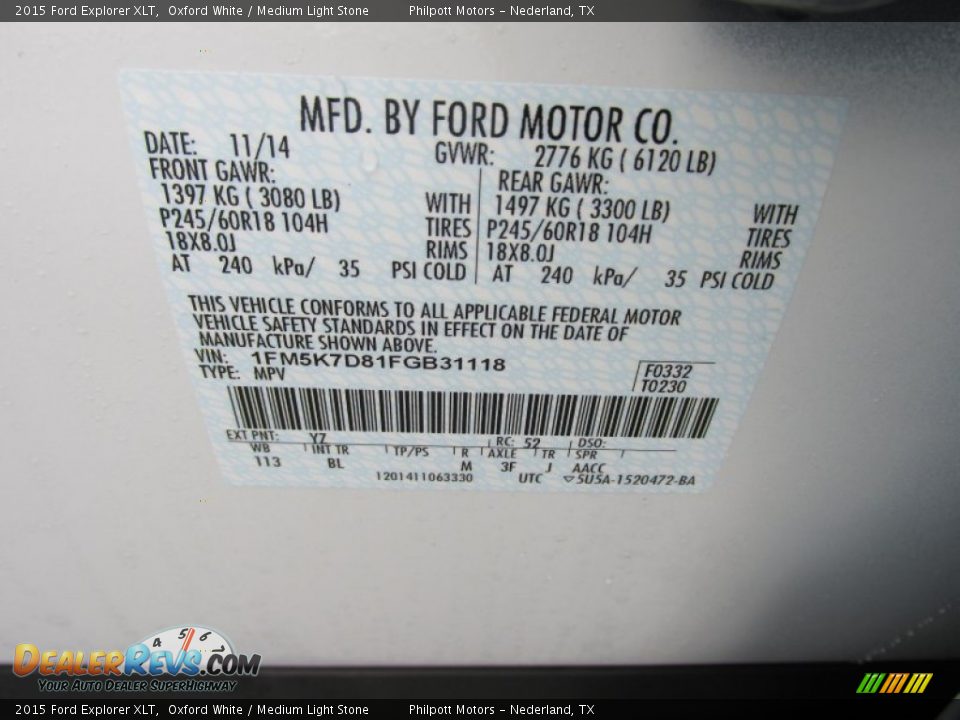 2015 Ford Explorer XLT, Oxford White / Medium Light Stone Philpott Motors - Nederland, TX
MFD. BY FORD MOTOR CO.
DATE: 11/14 GVWR: 2776 KG ( 6120 LB)
FRONT GAWR: REAR GAWR:
1397 KG ( 3080 LB) WITH 1497 KG ( 3300 LB) WITH
P245/60R18 104H TIRES P245/60R18 104H TIRES
18X8.0J RIMS 18X8.0J RIMS
AT 240 kPa/ 35 PSI COLD AT 240 kPa/ 35 PSI COLD
THIS VEHICLE CONFORMS TO ALL APPLICABLE FEDERAL MOTOR
VEHICLE SAFETY STANDARDS IN EFFECT ON THE DATE OF
MANUFACTURE SHOWN ABOVE.
VIN: 1FM5K7D81FGB31118 F0332
TYPE: MPV T0230
EXT PNT: YZ RC: 52 DSO:
WB INT TR TP/PS R AXLE TR SPR
113 BL M 3F J AACC
1201411063330 UTC ▽5U5A-1520472-BA
4 5 6 7
DEALERREVS.COM
YOUR AUTO DEALER SUPERHIGHWAY
2015 Ford Explorer XLT, Oxford White / Medium Light Stone Philpott Motors - Nederland, TX